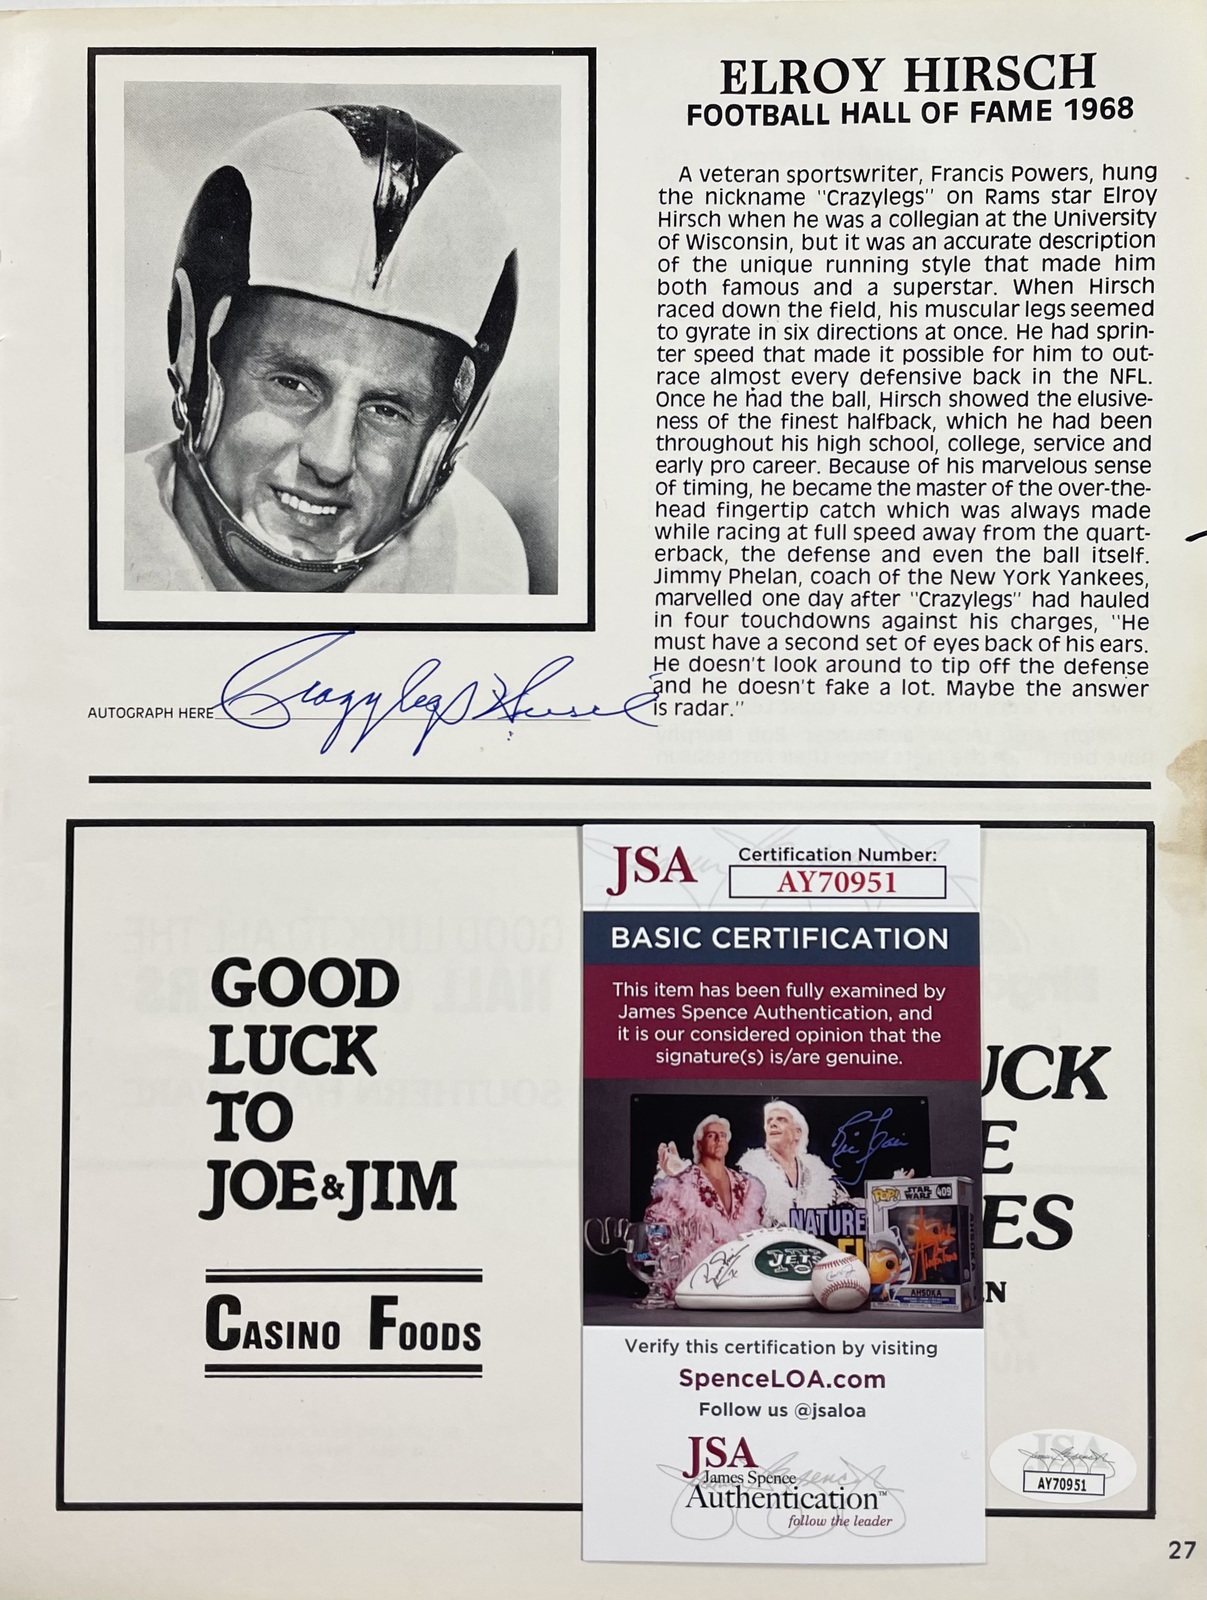 ELROY HIRSCH
FOOTBALL HALL OF FAME 1968
A veteran sportswriter, Francis Powers, hung
the nickname "Crazylegs" on Rams star Elroy
Hirsch when he was a collegian at the University
of Wisconsin, but it was an accurate description
of the unique running style that made him
both famous and a superstar. When Hirsch
raced down the field, his muscular legs seemed
to gyrate in six directions at once. He had sprin-
ter speed that made it possible for him to out-
race almost every defensive back in the NFL.
Once he had the ball, Hirsch showed the elusive-
ness of the finest halfback, which he had been
throughout his high school, college, service and
early pro career. Because of his marvelous sense
of timing, he became the master of the over-the-
head fingertip catch which was always made
while racing at full speed away from the quart-
erback, the defense and even the ball itself.
Jimmy Phelan, coach of the New York Yankees,
marvelled one day after "Crazylegs" had hauled
in four touchdowns against his charges, "He
must have a second set of eyes back of his ears.
He doesn't look around to tip off the defense
and he doesn't fake a lot. Maybe the answer
is radar."
AUTOGRAPH HERE
Crazylegs Hirsch
GOOD
LUCK
TO
JOE & JIM
CASINO FOODS
JSA
Certification Number:
AY70951
BASIC CERTIFICATION
This item has been fully examined by
James Spence Authentication, and
it is our considered opinion that the
signature(s) is/are genuine.
NATURE
JETS
POP!
STAR WARS
409
AHSOKA
Verify this certification by visiting
SpenceLOA.com
Follow us @jsaloa
JSA
James Spence
Authentication™
follow the leader
UCK
E
ES
EN
JSA
AY70951
27